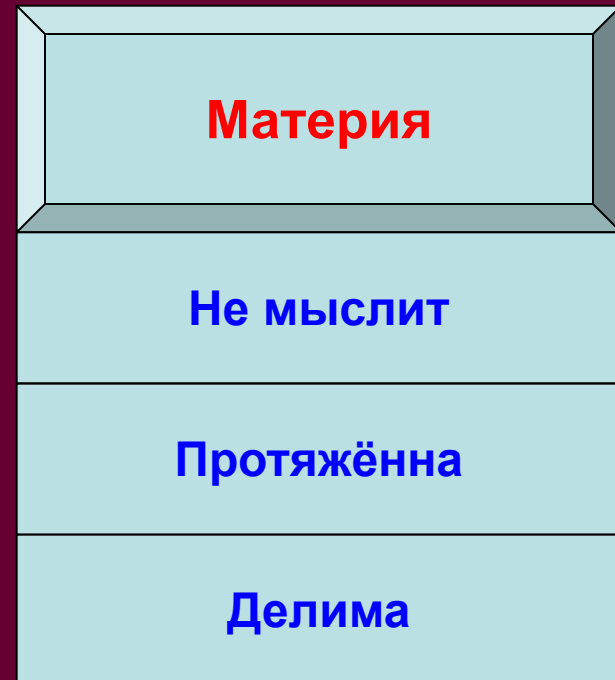 Материя
Не мыслит
Протяжённа
Делима